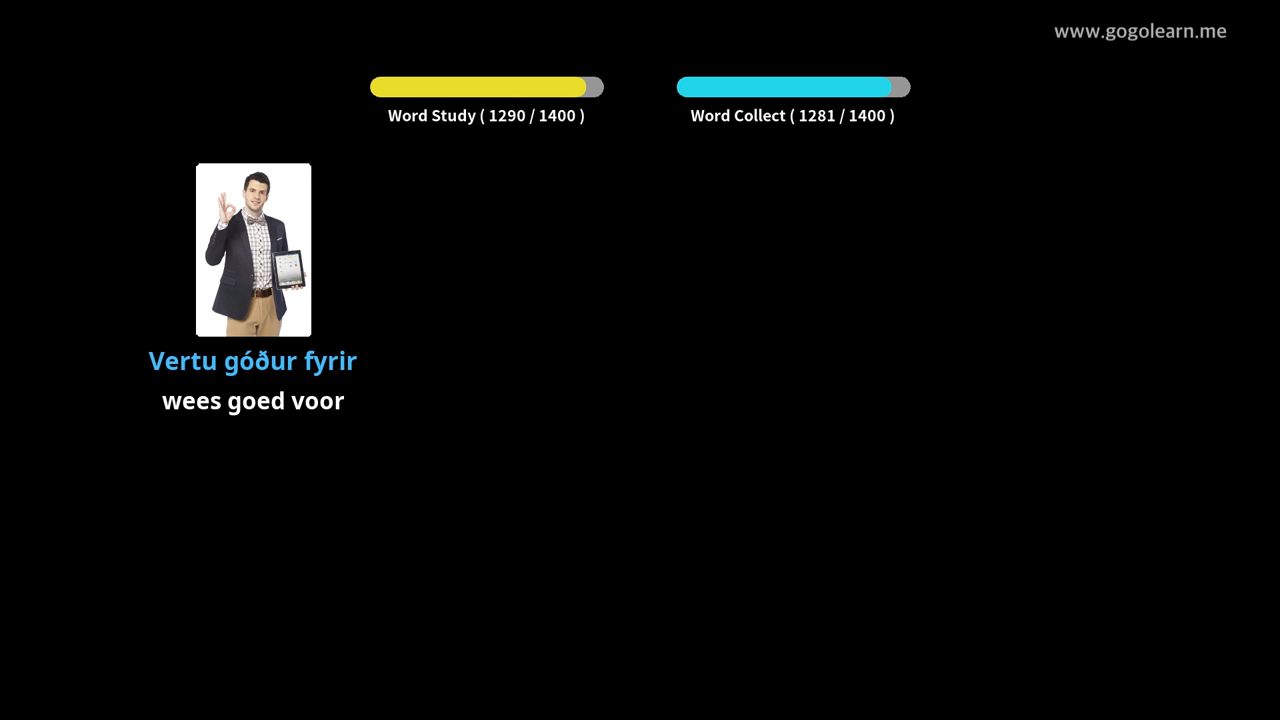 www.gogolearn.me
Word Study ( 1290 / 1400 )
Word Collect ( 1281 / 1400 )
Vertu góður fyrir
wees goed voor